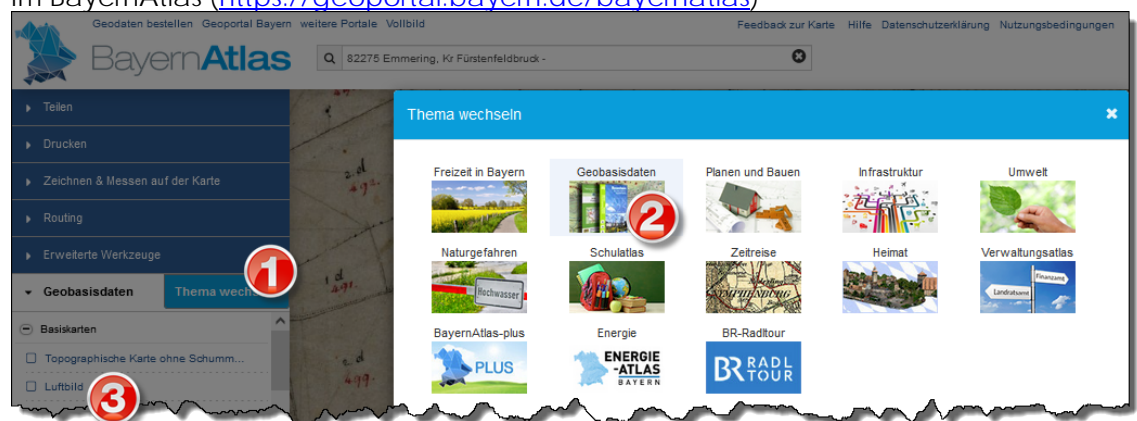 im BayernAtlas (https://geoportal.bayern.de/bayernatlas)
Geodaten bestellen Geoportal Bayern weitere Portale Vollbild
Feedback zur Karte Hilfe Datenschutzerklärung Nutzungsbedingungen
BayernAtlas
82275 Emmering, Kr Fürstenfeldbruck -
Teilen
Drucken
Zeichnen & Messen auf der Karte
Routing
Erweiterte Werkzeuge
1
Geobasisdaten Thema wechs
Basiskarten
Topographische Karte ohne Schumm...
Luftbild
3
Thema wechseln
Freizeit in Bayern Geobasisdaten Planen und Bauen Infrastruktur Umwelt
2
Naturgefahren Schulatlas Zeitreise Heimat Verwaltungsatlas
Hochwasser
NYMPHENBURG
Finanzamt
Landratsamt
BayernAtlas-plus Energie BR-Radltour
PLUS
ENERGIE
-ATLAS
BAYERN
BR RADL
TOUR